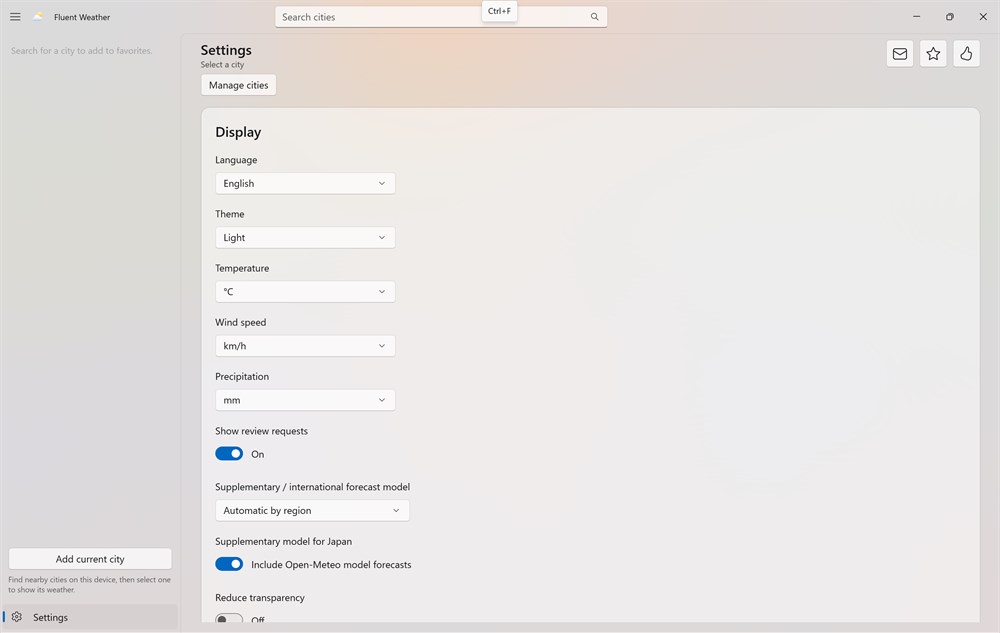 Fluent Weather
Search cities
Ctrl+F
Search for a city to add to favorites.
Settings
Select a city
Manage cities
Display
Language
English
Theme
Light
Temperature
°C
Wind speed
km/h
Precipitation
mm
Show review requests
On
Supplementary / international forecast model
Automatic by region
Supplementary model for Japan
Include Open-Meteo model forecasts
Reduce transparency
Off
Add current city
Find nearby cities on this device, then select one
to show its weather.
Settings